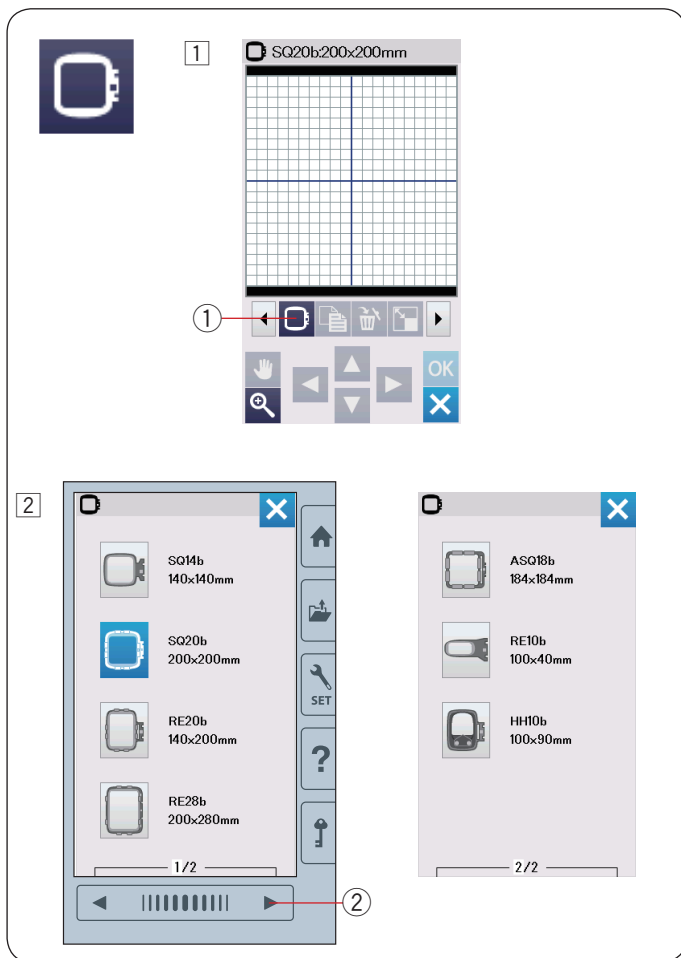 1
SQ20b:200x200mm
1
OK
2
SQ14b
140x140mm
SQ20b
200x200mm
RE20b
140x200mm
RE28b
200x280mm
1/2
SET
?
2
ASQ18b
184x184mm
RE10b
100x40mm
HH10b
100x90mm
2/2